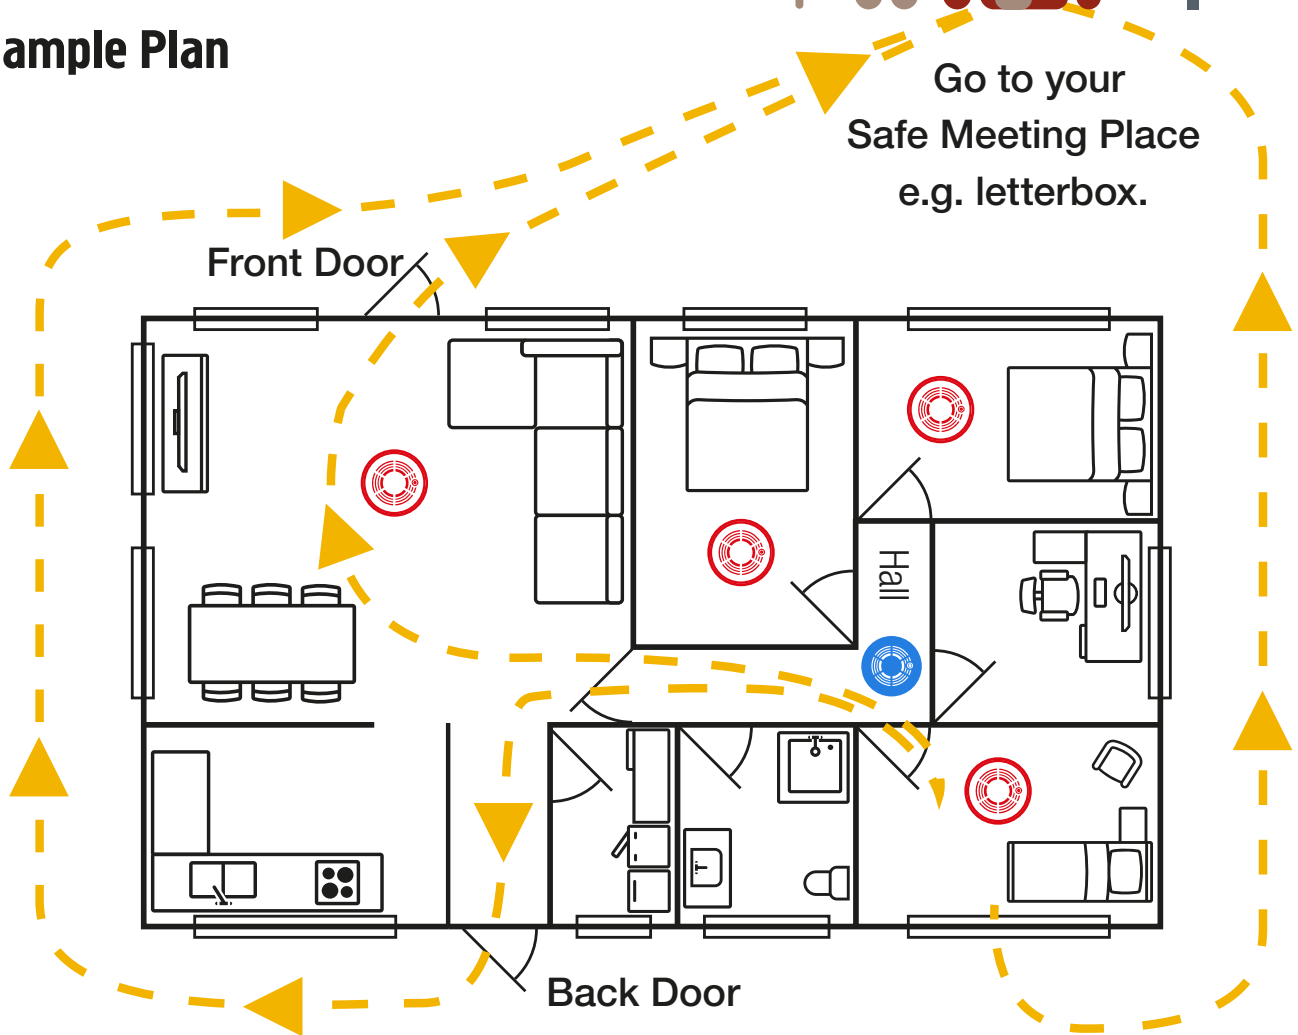 ample Plan
Go to your
Safe Meeting Place
e.g. letterbox.
Front Door
Hall
Back Door